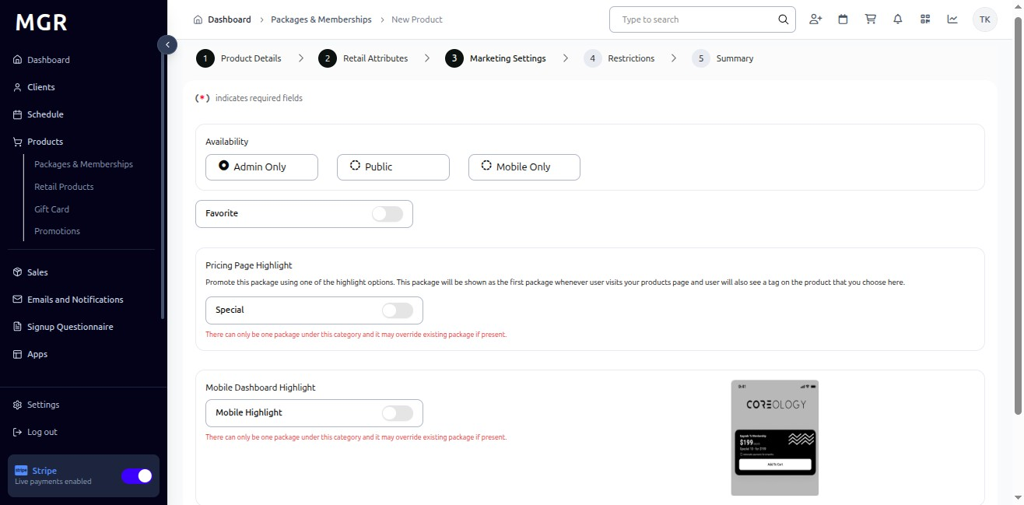 MGR
Dashboard
Clients
Schedule
Products
Packages & Memberships
Retail Products
Gift Card
Promotions
Sales
Emails and Notifications
Signup Questionnaire
Apps
Settings
Log out
stripe
Stripe
Live payments enabled
Dashboard > Packages & Memberships > New Product
Type to search
TK
1 Product Details > 2 Retail Attributes > 3 Marketing Settings > 4 Restrictions > 5 Summary
(*) indicates required fields
Availability
Admin Only Public Mobile Only
Favorite
Pricing Page Highlight
Promote this package using one of the highlight options. This package will be shown as the first package whenever user visits your products page and user will also see a tag on the product that you choose here.
Special
There can only be one package under this category and it may override existing package if present.
Mobile Dashboard Highlight
Mobile Highlight
There can only be one package under this category and it may override existing package if present.
9:41
COREOLOGY
$199
Add To Cart